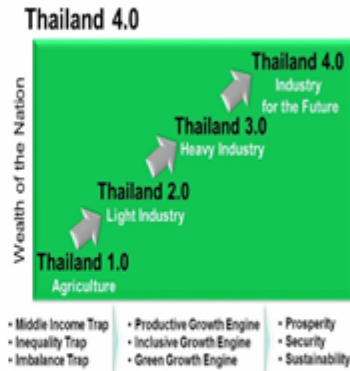 Thailand 4.0
Wealth of the Nation
Thailand 4.0
Industry
for the Future
Thailand 3.0
Heavy Industry
Thailand 2.0
Light Industry
Thailand 1.0
Agriculture
• Middle Income Trap
• Inequality Trap
• Imbalance Trap
• Productive Growth Engine
• Inclusive Growth Engine
• Green Growth Engine
• Prosperity
• Security
• Sustainability